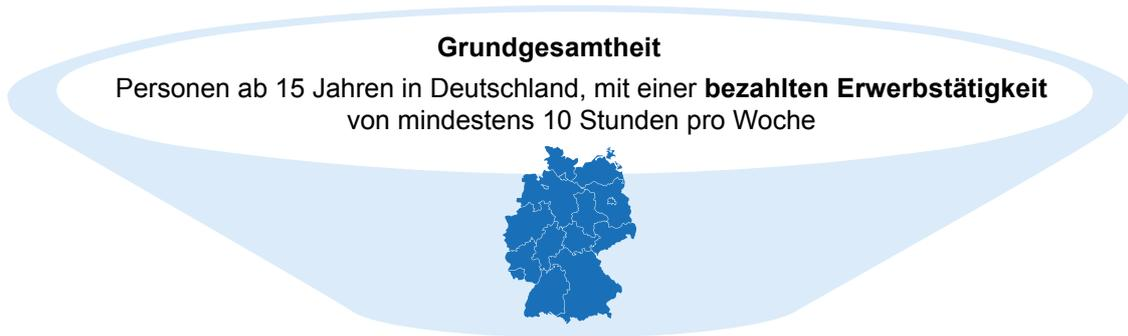 Grundgesamtheit
Personen ab 15 Jahren in Deutschland, mit einer bezahlten Erwerbstätigkeit
von mindestens 10 Stunden pro Woche